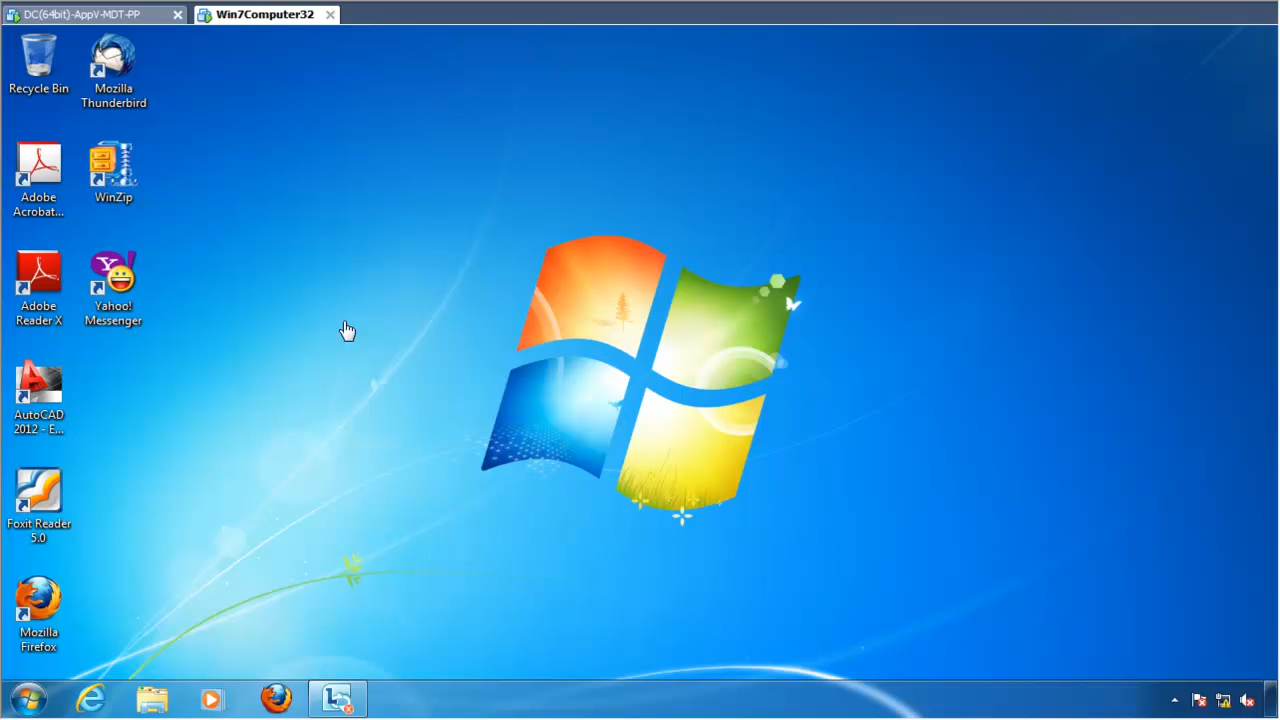 DC(64bit)-AppV-MDT-PP
Win7Computer32
Recycle Bin
Mozilla
Thunderbird
Adobe
Acrobat...
WinZip
Adobe
Reader X
Yahoo!
Messenger
AutoCAD
2012 - E...
Foxit Reader
5.0
Mozilla
Firefox